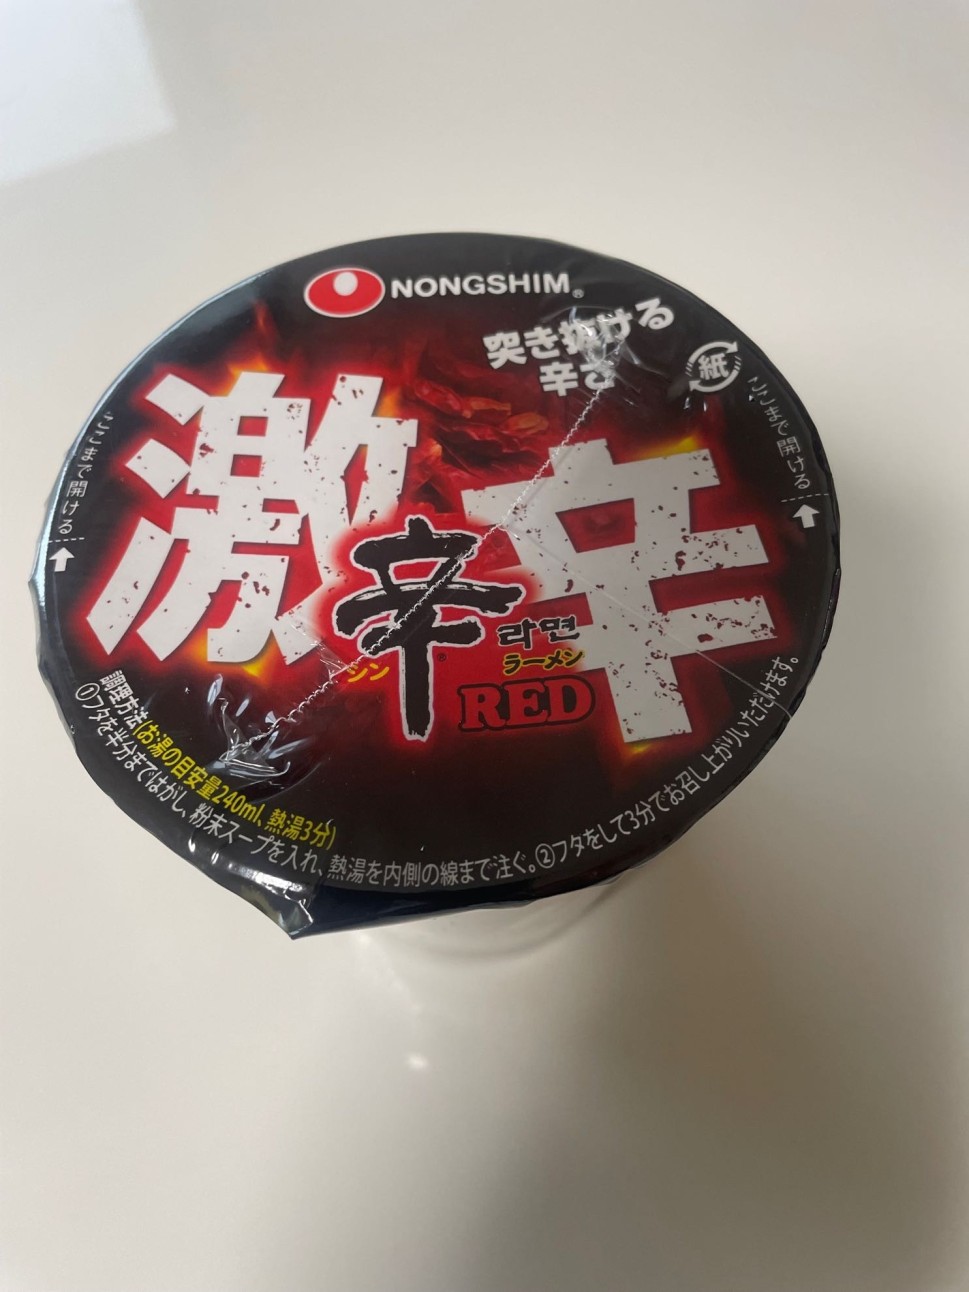 NONGSHIM®
突き抜ける
辛さ
紙
激辛
辛®
シン
라면
ラーメン
RED
ここまで開ける
ここまで開ける
調理方法(お湯の目安量240ml、熱湯3分)
①フタを半分まではがし、粉末スープを入れ、熱湯を内側の線まで注ぐ。②フタをして3分でお召し上がりいただけます。